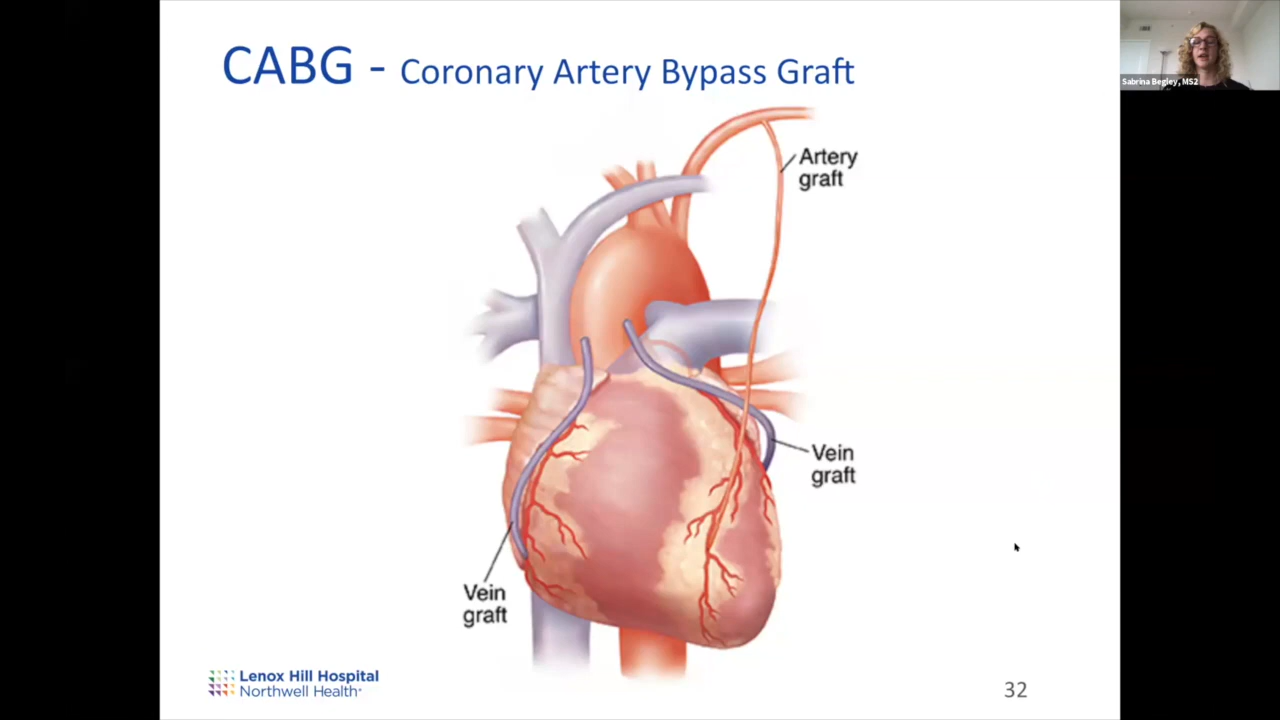 CABG - Coronary Artery Bypass Graft
Sabrina Begley, MS2
Artery
graft
Vein
graft
Vein
graft
Lenox Hill Hospital
Northwell Health
32